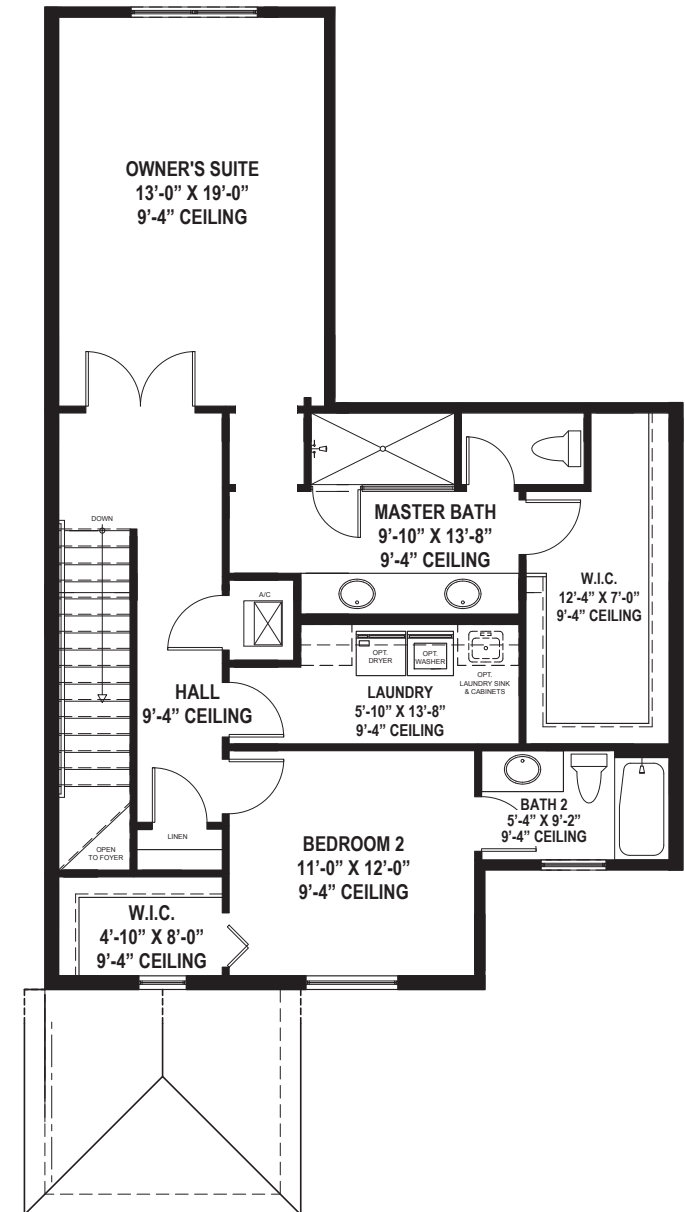 OWNER'S SUITE
13’-0” X 19’-0”
9’-4” CEILING
DOWN
MASTER BATH
9’-10” X 13’-8”
9’-4” CEILING
W.I.C.
12’-4” X 7’-0”
9’-4” CEILING
A/C
OPT.
DRYER
OPT.
WASHER
OPT.
LAUNDRY SINK
& CABINETS
HALL
9’-4” CEILING
LAUNDRY
5’-10” X 13’-8”
9’-4” CEILING
LINEN
OPEN
TO FOYER
BEDROOM 2
11’-0” X 12’-0”
9’-4” CEILING
BATH 2
5’-4” X 9’-2”
9’-4” CEILING
W.I.C.
4’-10” X 8’-0”
9’-4” CEILING